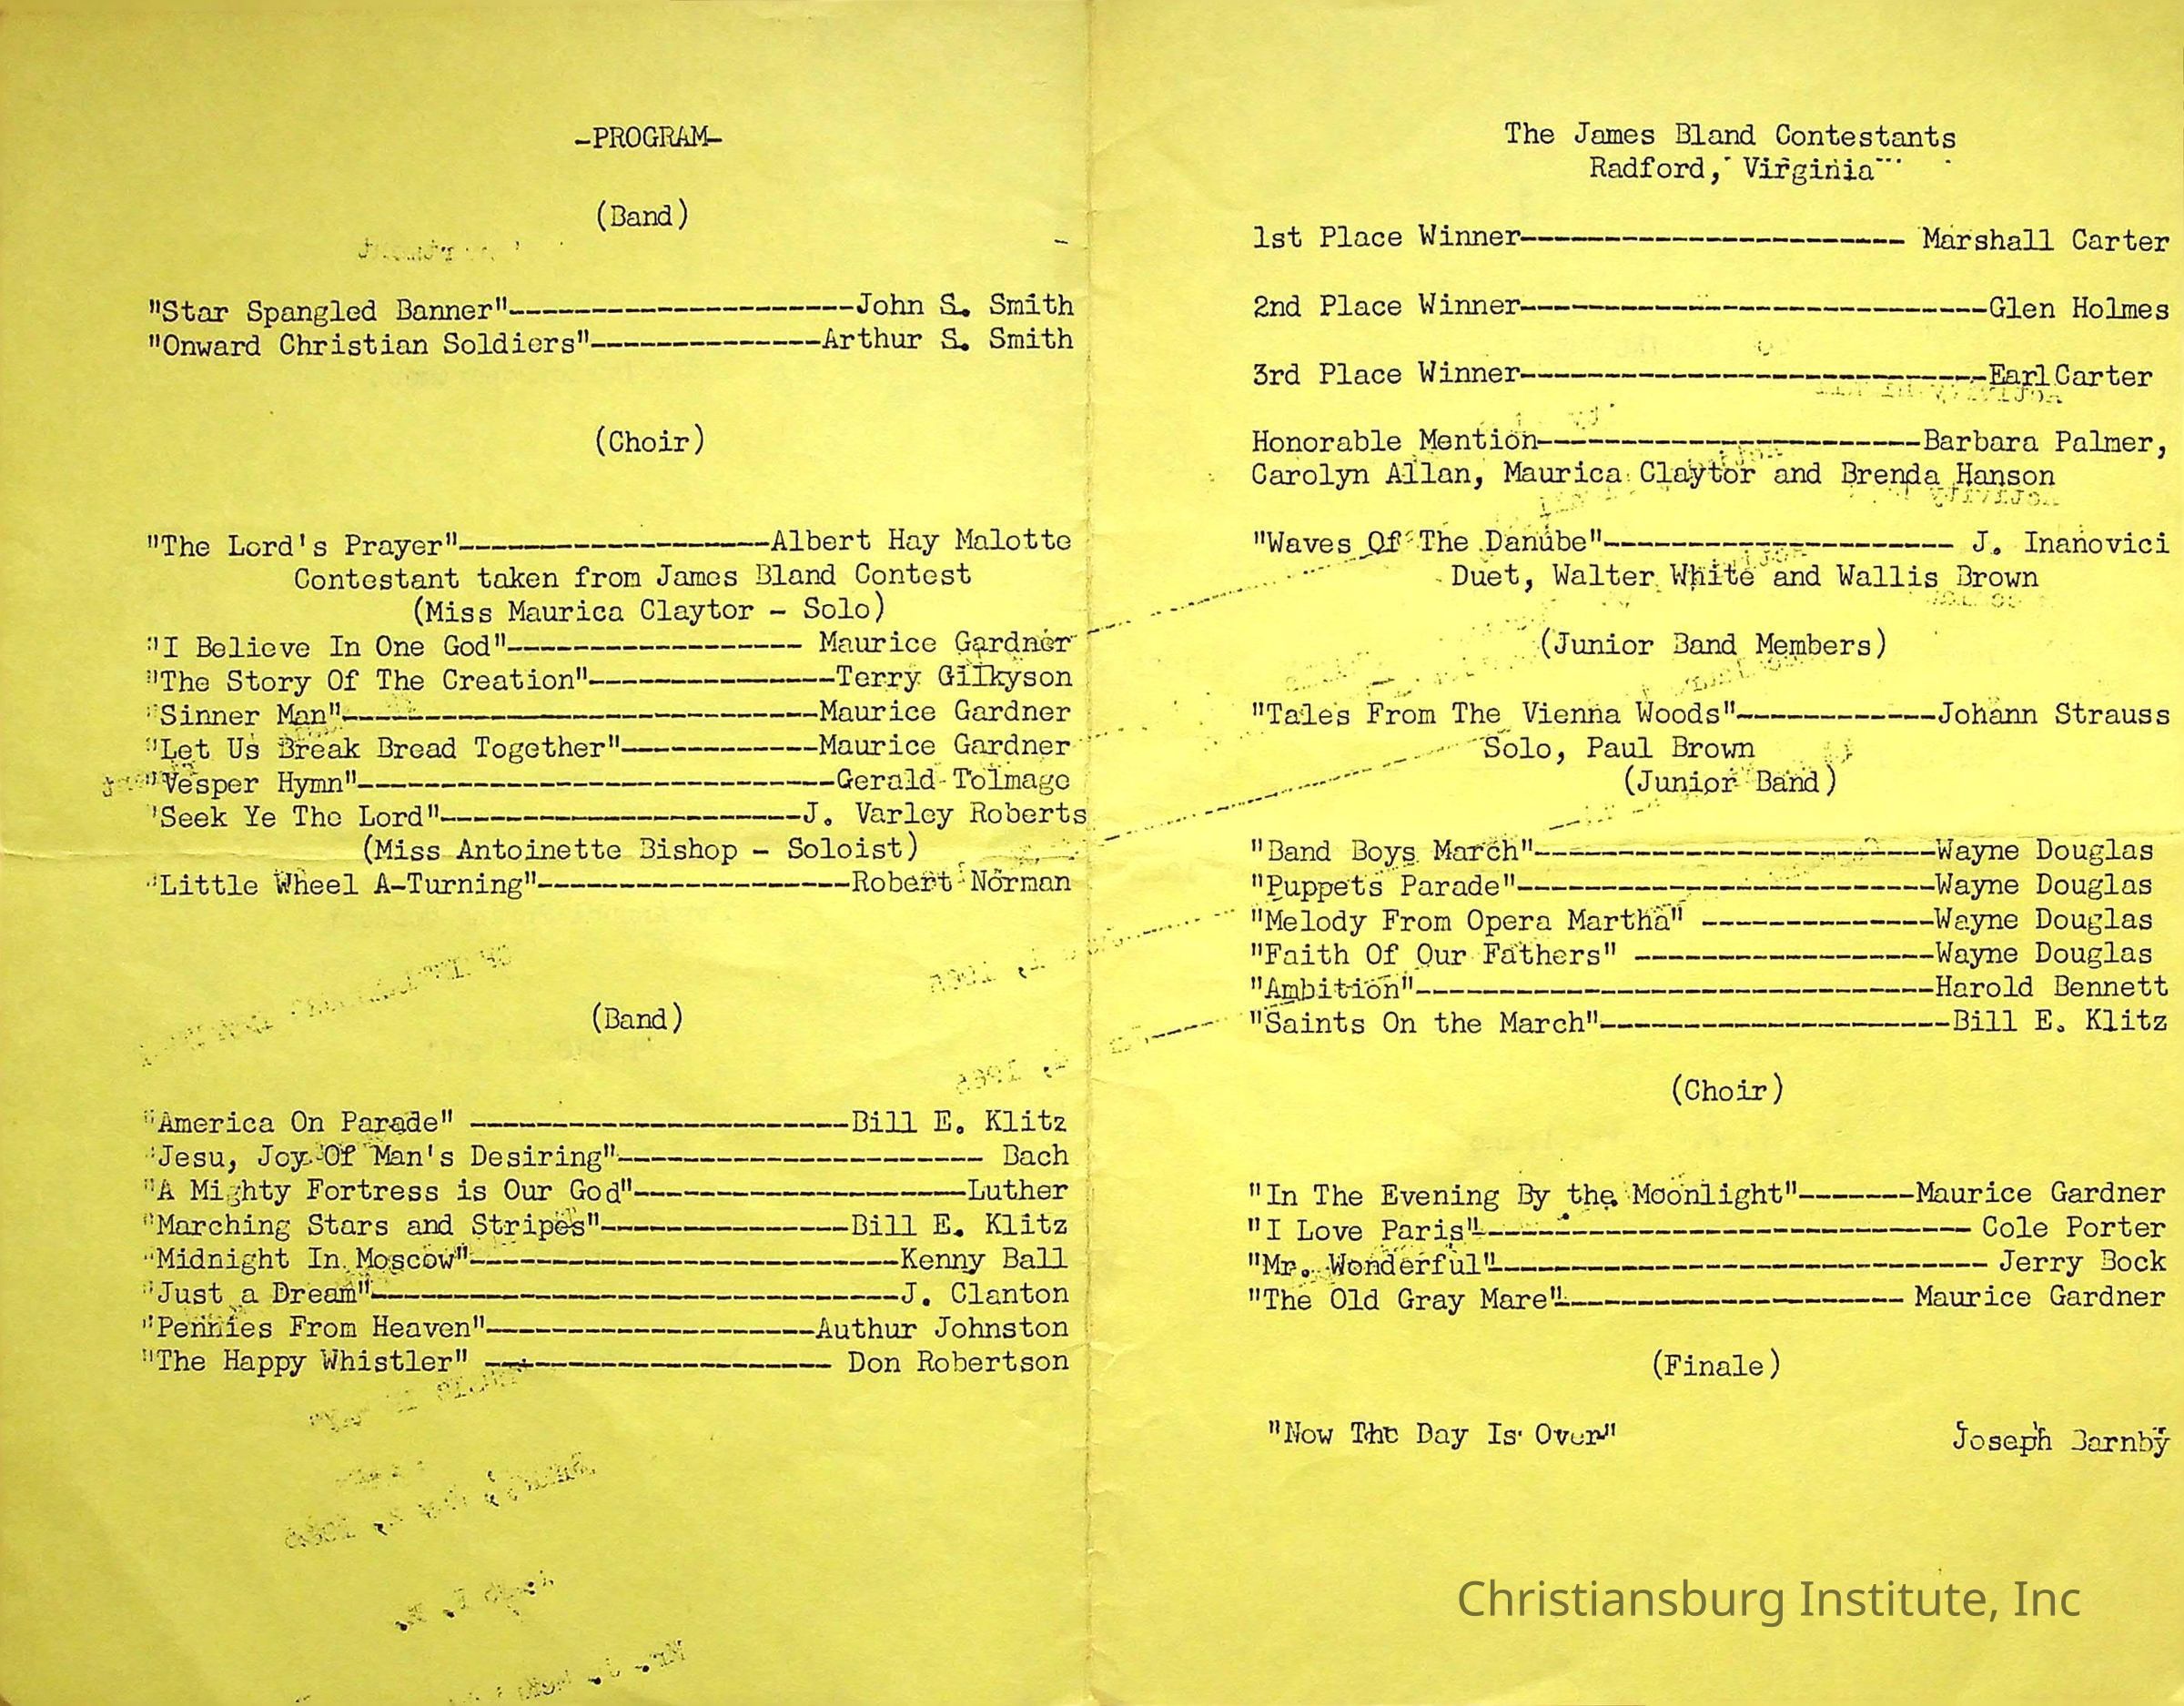 -PROGRAM-
(Band)
"Star Spangled Banner"---------------------John S. Smith
"Onward Christian Soldiers"--------------Arthur S. Smith
(Choir)
"The Lord's Prayer"-------------------Albert Hay Malotte
Contestant taken from James Bland Contest
(Miss Maurica Claytor - Solo)
"I Believe In One God"------------------ Maurice Gardner
"The Story Of The Creation"---------------Terry Gilkyson
"Sinner Man"-----------------------------Maurice Gardner
"Let Us Break Bread Together"------------Maurice Gardner
"Vesper Hymn"-----------------------------Gerald Tolmage
"Seek Ye The Lord"----------------------J. Varley Roberts
(Miss Antoinette Bishop - Soloist)
"Little Wheel A-Turning"-------------------Robert Norman
(Band)
"America On Parade" -----------------------Bill E. Klitz
"Jesu, Joy Of Man's Desiring"---------------------- Bach
"A Mighty Fortress is Our God"--------------------Luther
"Marching Stars and Stripes"---------------Bill E. Klitz
"Midnight In Moscow"--------------------------Kenny Ball
"Just a Dream"--------------------------------J. Clanton
"Pennies From Heaven"--------------------Authur Johnston
"The Happy Whistler" --------------------- Don Robertson
The James Bland Contestants
Radford, Virginia
1st Place Winner----------------------- Marshall Carter
2nd Place Winner----------------------------Glen Holmes
3rd Place Winner----------------------------Earl Carter
Honorable Mention-----------------------Barbara Palmer,
Carolyn Allan, Maurica Claytor and Brenda Hanson
"Waves Of The Danube"--------------------- J. Inanovici
Duet, Walter White and Wallis Brown
(Junior Band Members)
"Tales From The Vienna Woods"------------Johann Strauss
Solo, Paul Brown
(Junior Band)
"Band Boys March"------------------------Wayne Douglas
"Puppets Parade"-------------------------Wayne Douglas
"Melody From Opera Martha" --------------Wayne Douglas
"Faith Of Our Fathers" ------------------Wayne Douglas
"Ambition"-------------------------------Harold Bennett
"Saints On the March"---------------------Bill E. Klitz
(Choir)
"In The Evening By the Moonlight"-------Maurice Gardner
"I Love Paris"------------------------------ Cole Porter
"Mr. Wonderful"------------------------------ Jerry Bock
"The Old Gray Mare"--------------------- Maurice Gardner
(Finale)
"Now The Day Is Over" Joseph Barnby
Christiansburg Institute, Inc